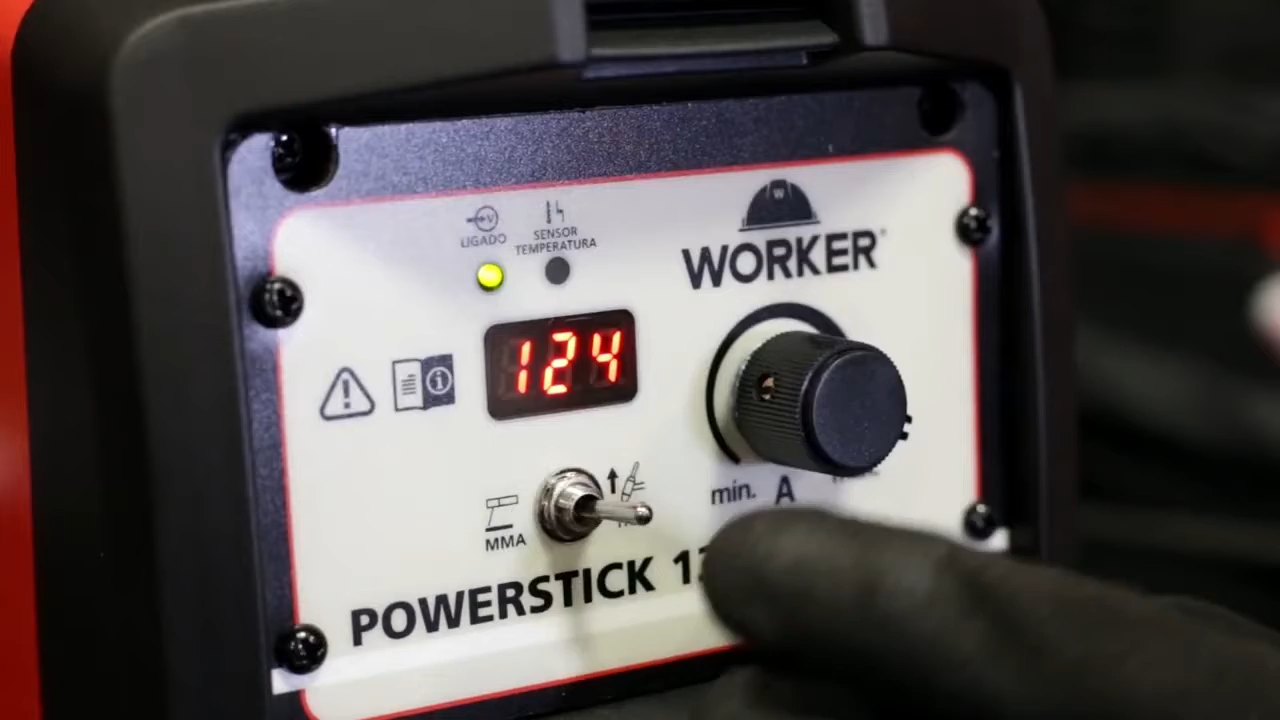 W
WORKER
LIGADO
SENSOR
TEMPERATURA
V
124
i
mín. A
MMA
POWERSTICK